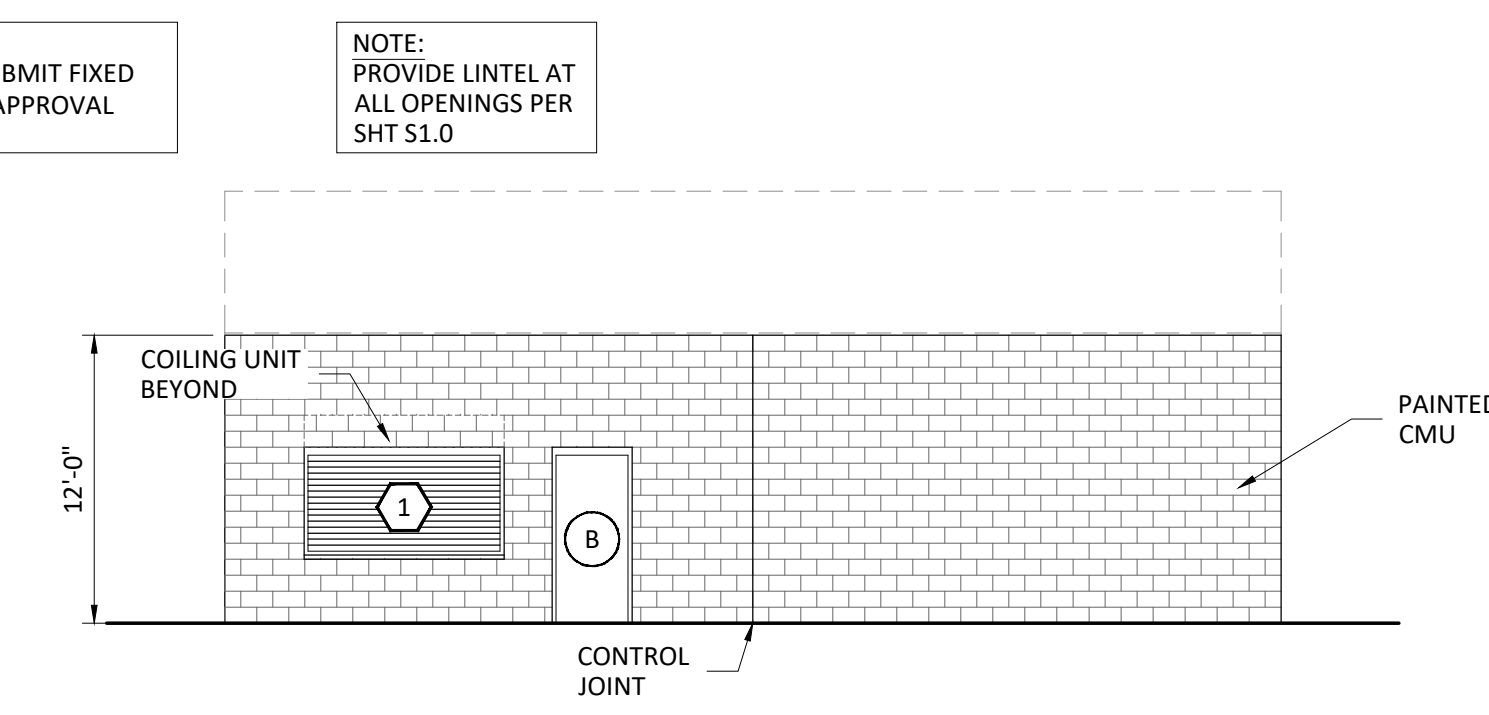 BMIT FIXED
APPROVAL
NOTE:
PROVIDE LINTEL AT
ALL OPENINGS PER
SHT S1.0
COILING UNIT
BEYOND
12'-0"
1
B
PAINTED
CMU
CONTROL
JOINT